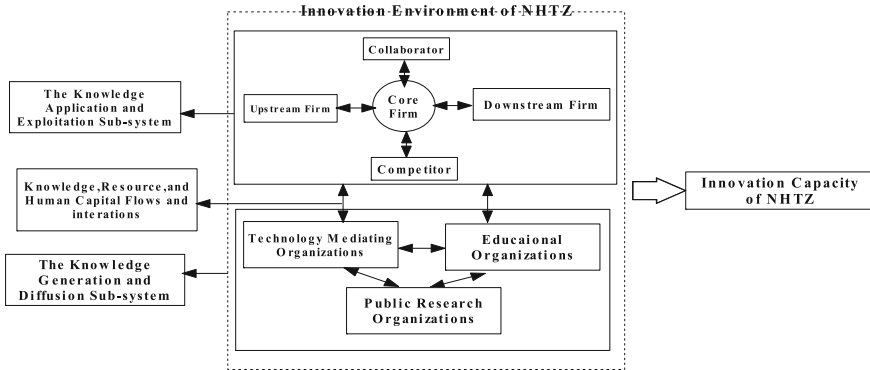 Innovation Environment of NHTZ
Collaborator
The Knowledge
Application and
Exploitation Sub-system
Upstream Firm
Core
Firm
Downstream Firm
Competitor
Knowledge,Resource,and
Human Capital Flows and
interations
Innovation Capacity
of NHTZ
Technology Mediating
Organizations
Educaional
Organizations
The Knowledge
Generation and
Diffusion Sub-system
Public Research
Organizations